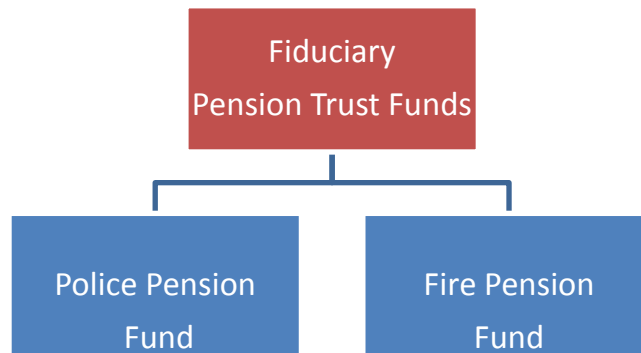 Fiduciary
Pension Trust Funds
Police Pension
Fund
Fire Pension
Fund